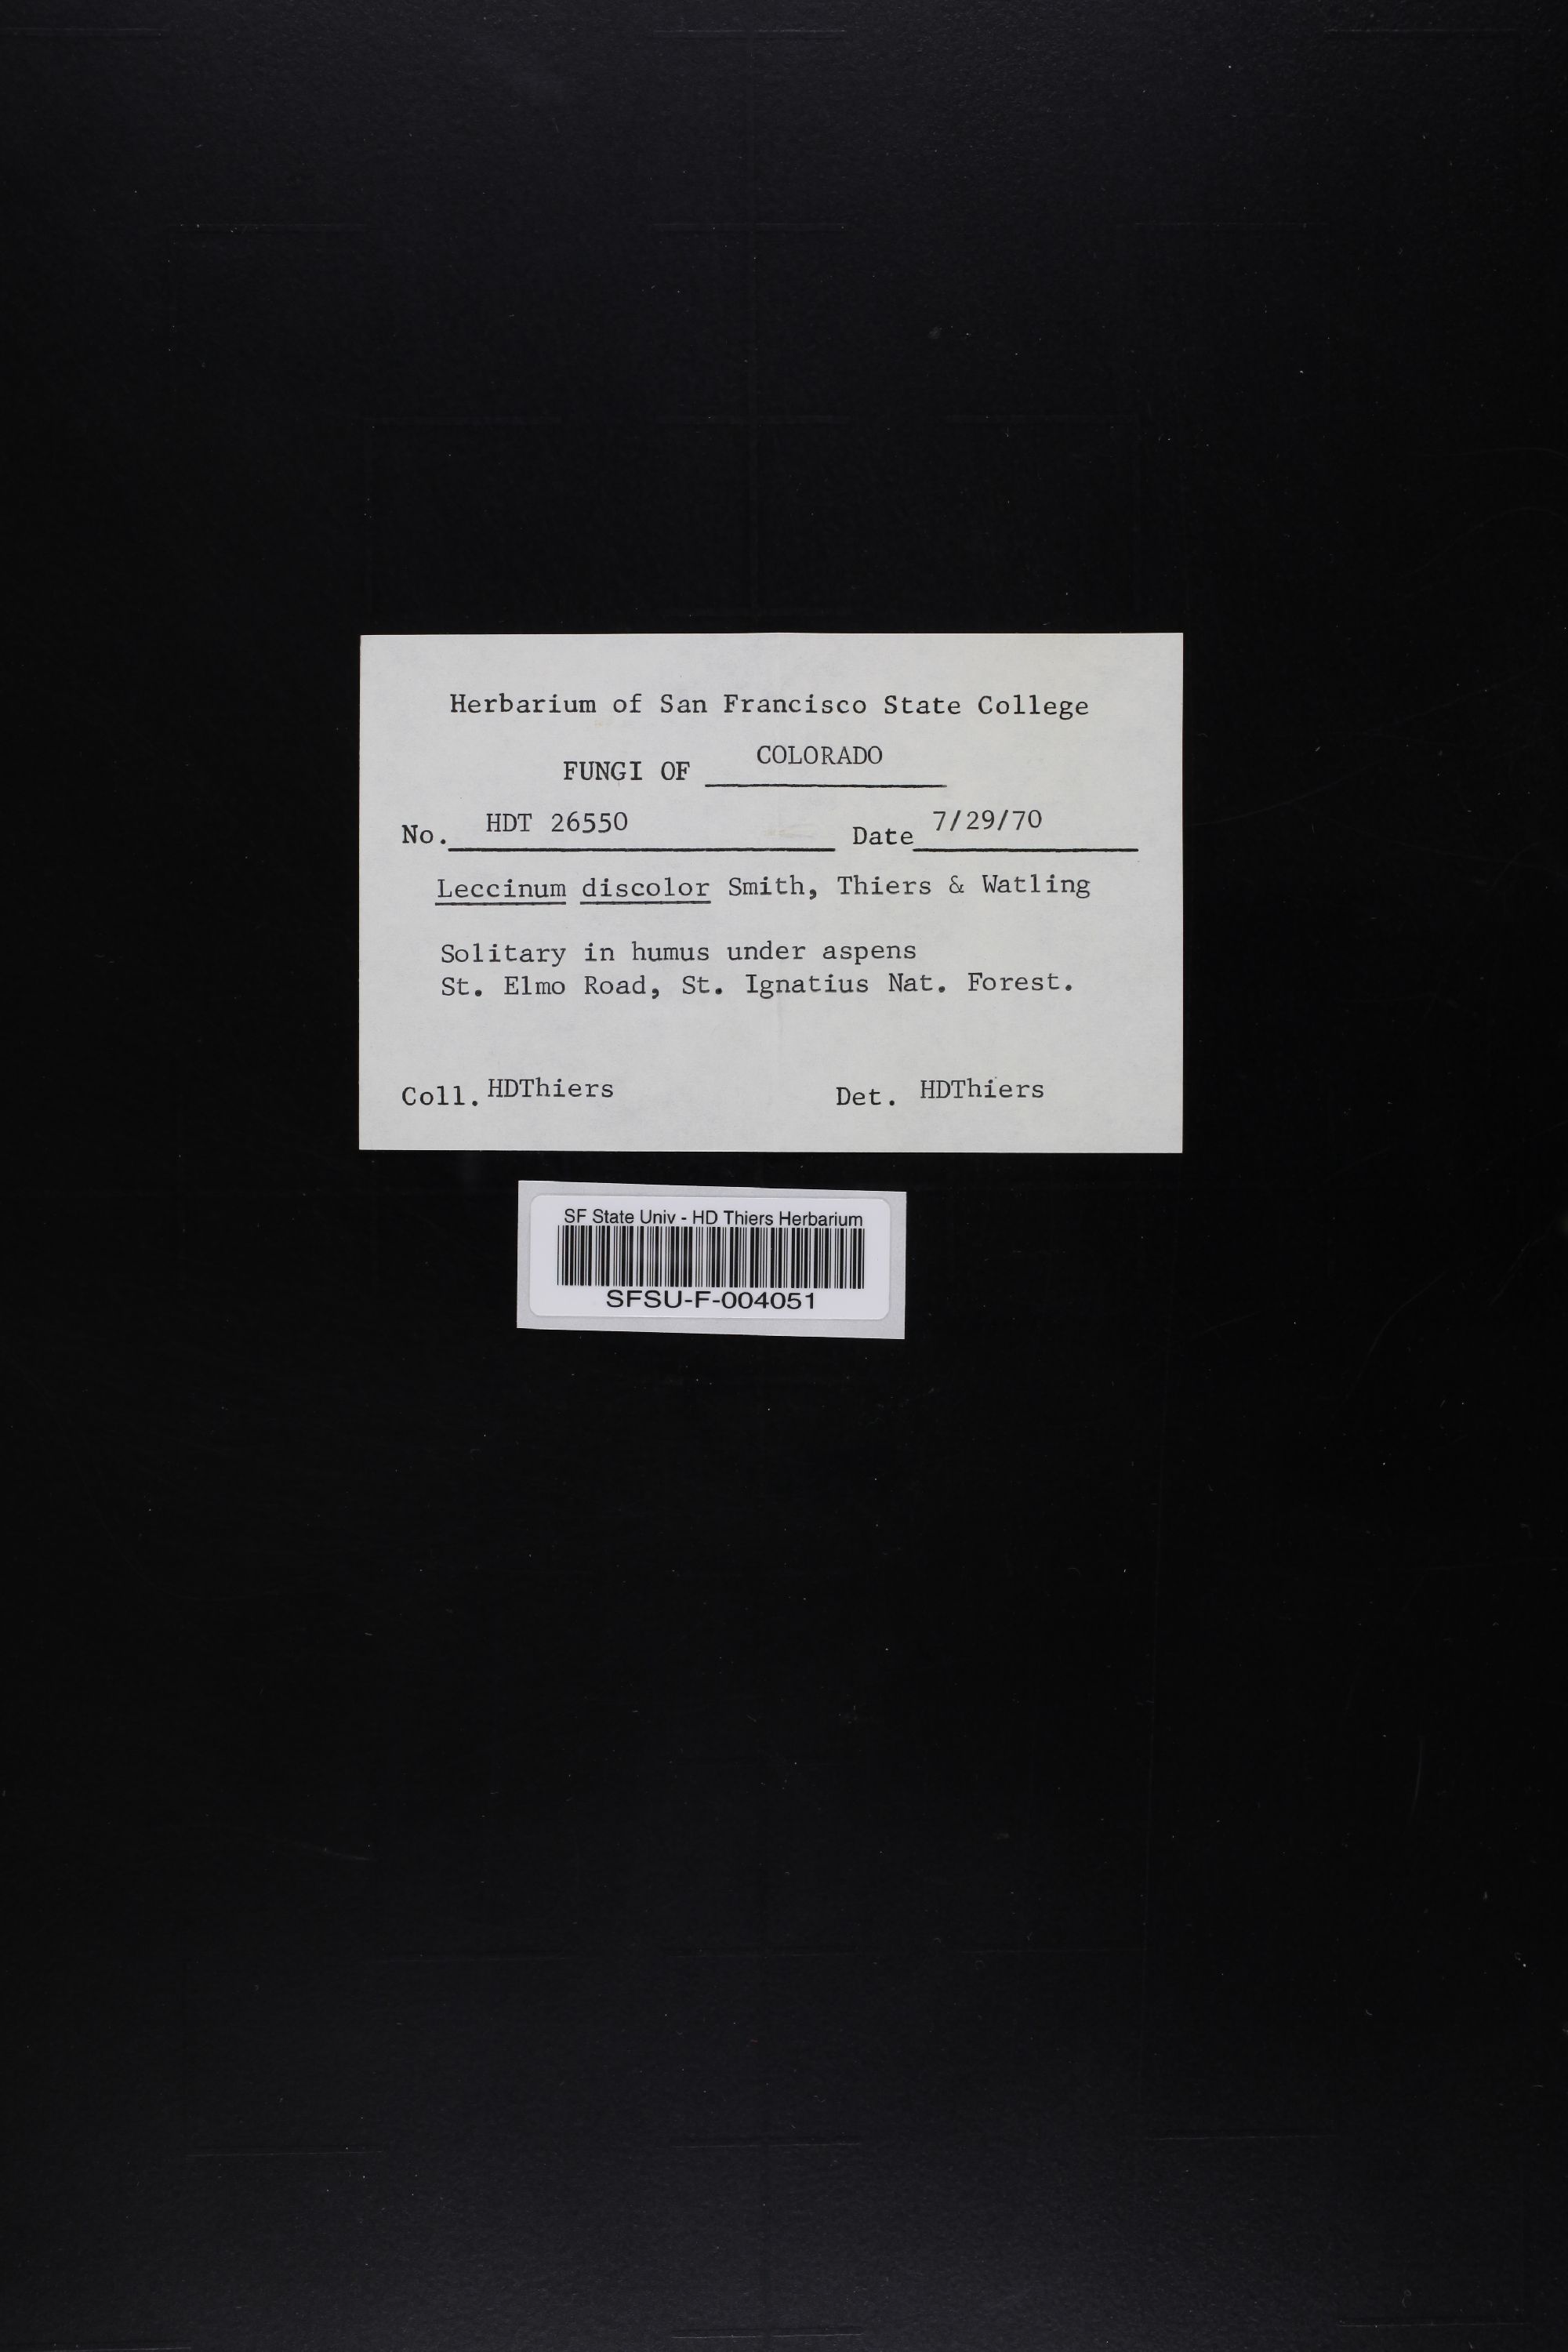 Herbarium of San Francisco State College
FUNGI OF COLORADO
No. HDT 26550 Date 7/29/70
Leccinum discolor Smith, Thiers & Watling
Solitary in humus under aspens
St. Elmo Road, St. Ignatius Nat. Forest.
Coll. HDThiers Det. HDThiers
SF State Univ - HD Thiers Herbarium
SFSU-F-004051